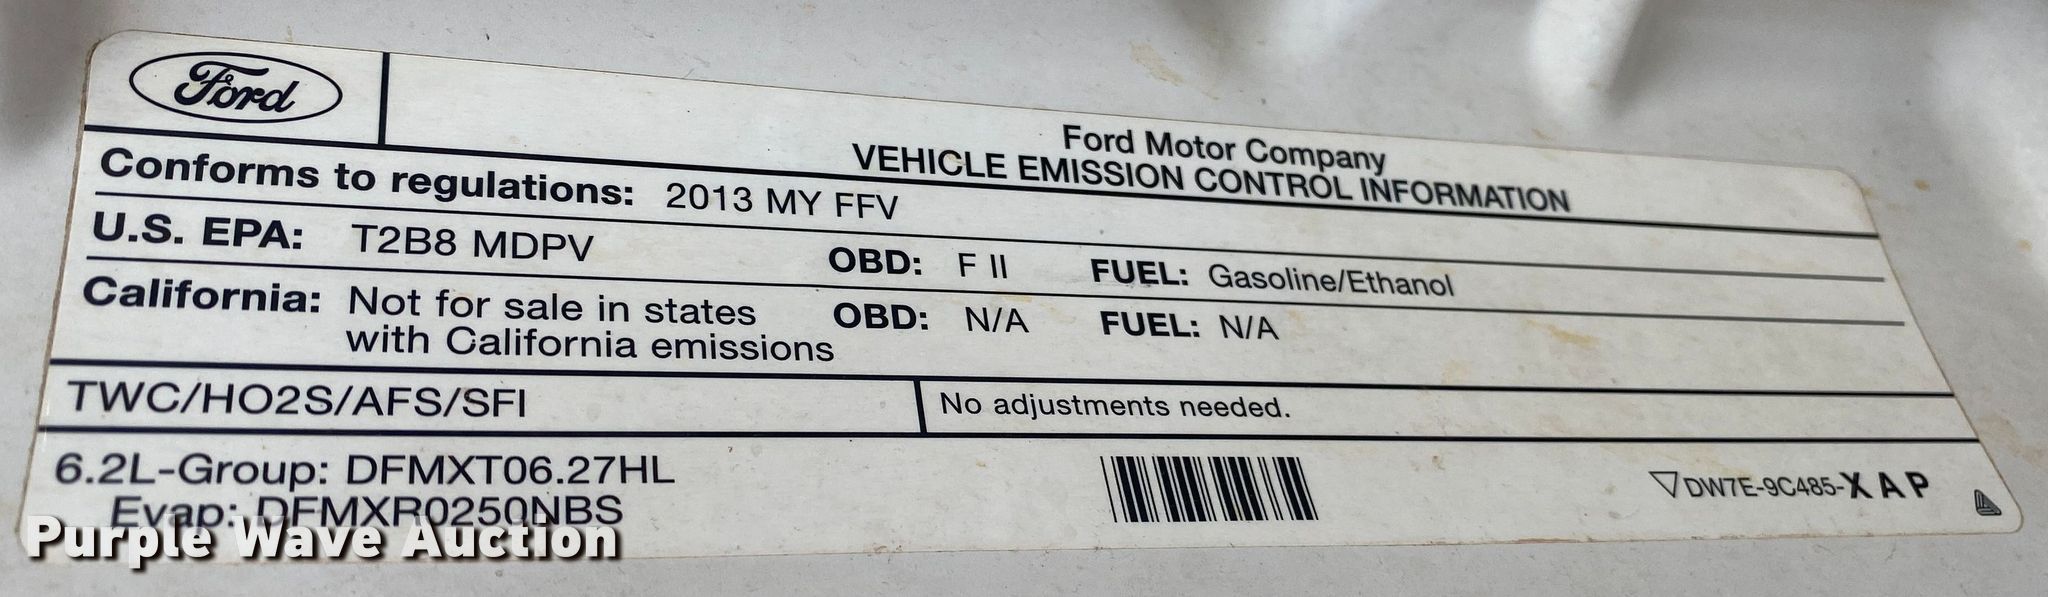 Ford
Ford Motor Company
VEHICLE EMISSION CONTROL INFORMATION
Conforms to regulations: 2013 MY FFV
U.S. EPA: T2B8 MDPV OBD: F II FUEL: Gasoline/Ethanol
California: Not for sale in states OBD: N/A FUEL: N/A
with California emissions
TWC/HO2S/AFS/SFI No adjustments needed.
6.2L-Group: DFMXT06.27HL
Evap: DFMXR0250NBS
DW7E-9C485-XAP
Purple Wave Auction